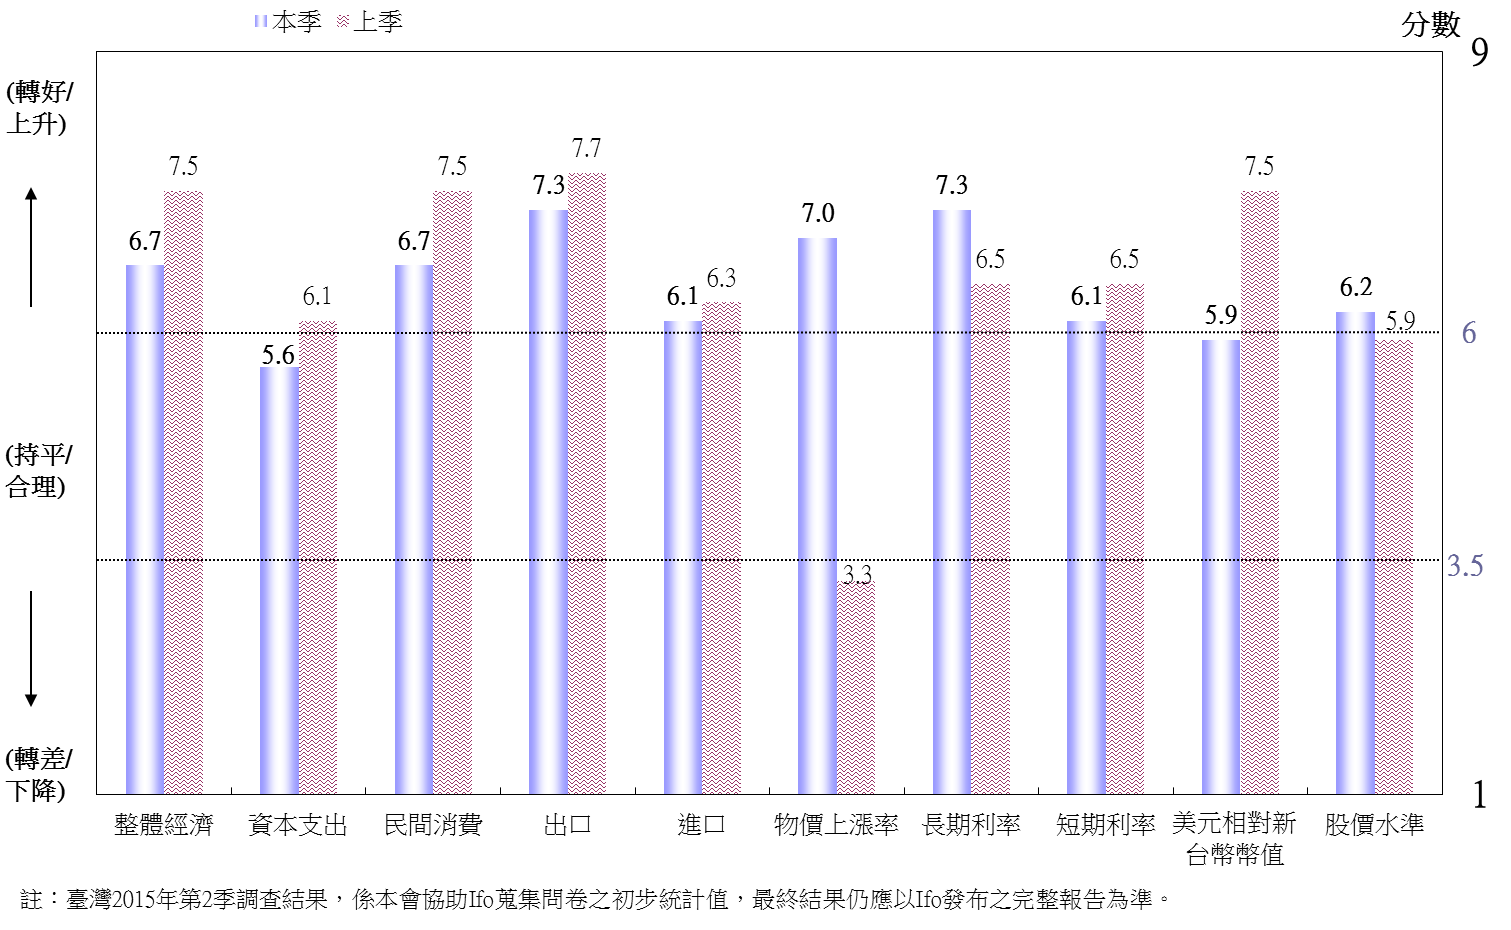 本季 上季
分數
9
(轉好/
上升)
7.5 7.5 7.7 7.5
6.7 6.7 7.3 7.0 7.3
6.1 6.1 6.3 6.5 6.1 6.5 5.9 6.2 5.9
5.6
6
(持平/
合理)
3.5
3.3
(轉差/
下降)
1
整體經濟 資本支出 民間消費 出口 進口 物價上漲率 長期利率 短期利率 美元相對新
台幣幣值 股價水準
註：臺灣2015年第2季調查結果，係本會協助Ifo蒐集問卷之初步統計值，最終結果仍應以Ifo發布之完整報告為準。